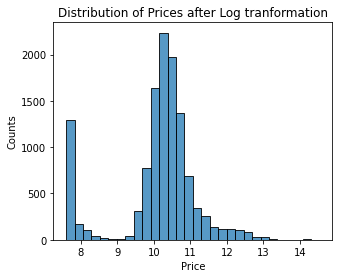 Distribution of Prices after Log tranformation
2000
1500
1000
500
0
8 9 10 11 12 13 14
Counts
Price